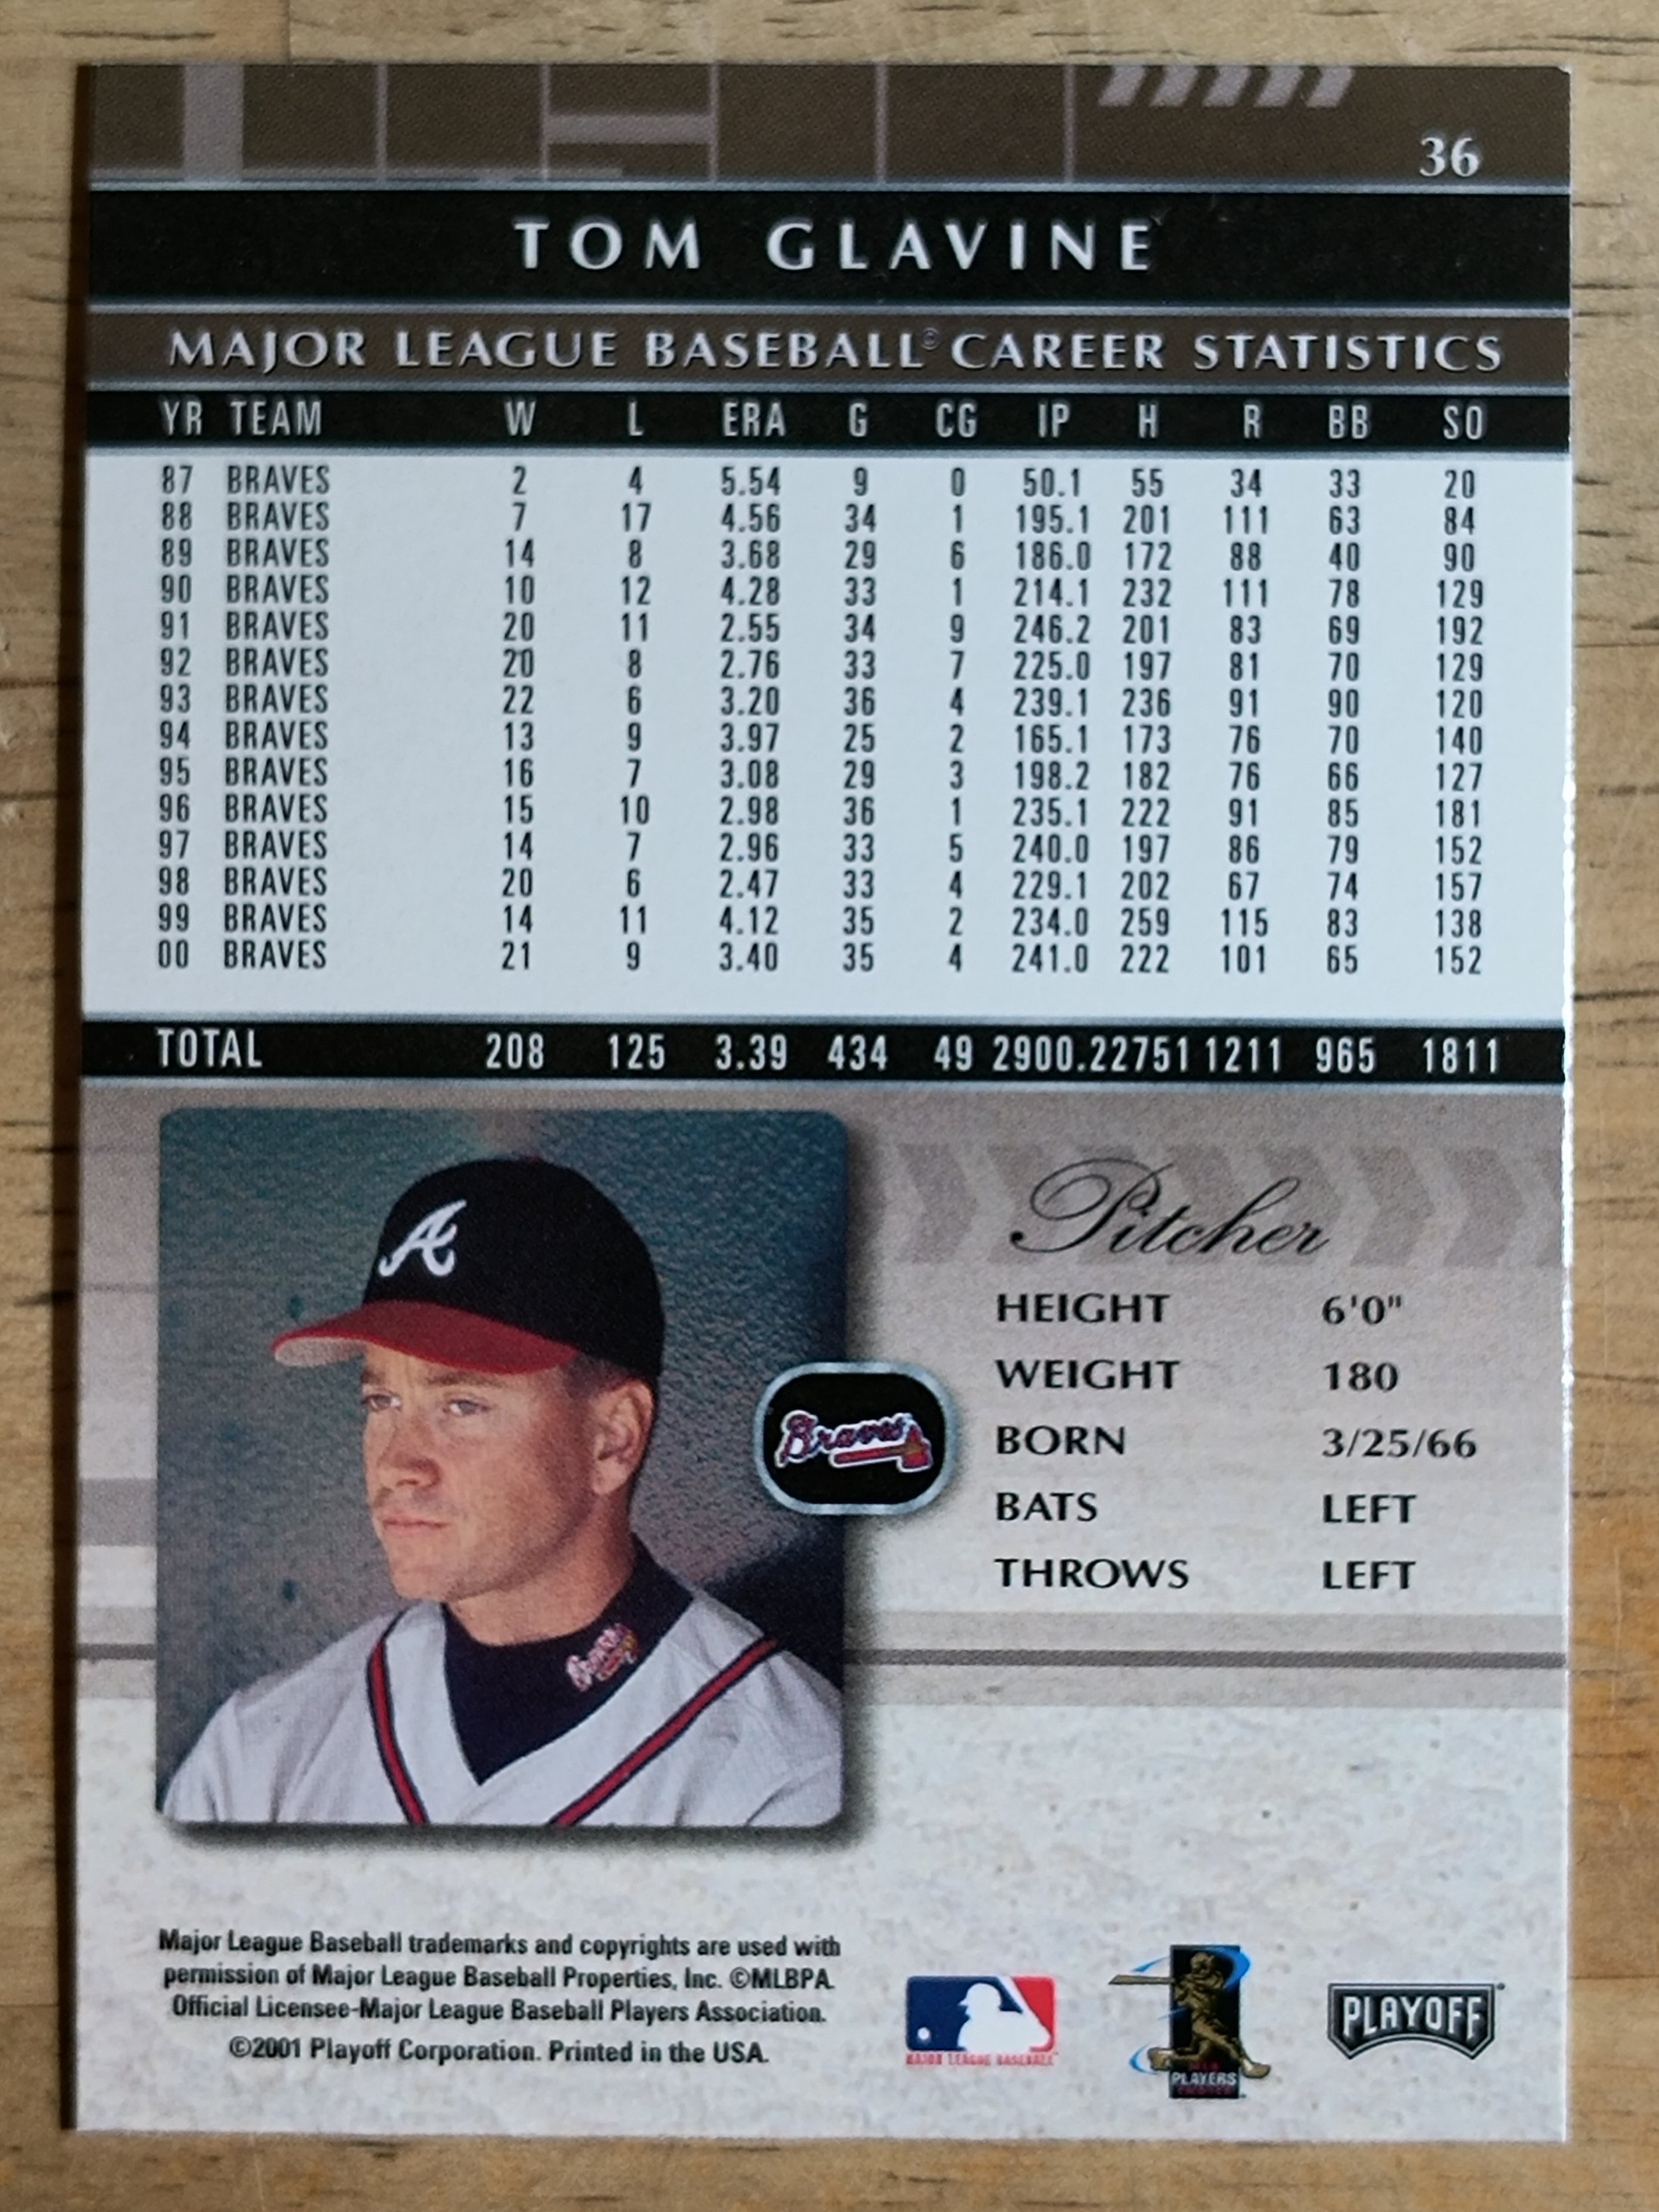 36
TOM GLAVINE
MAJOR LEAGUE BASEBALL® CAREER STATISTICS
YR TEAM W L ERA G CG IP H R BB SO
87 BRAVES 2 4 5.54 9 0 50.1 55 34 33 20
88 BRAVES 7 17 4.56 34 1 195.1 201 111 63 84
89 BRAVES 14 8 3.68 29 6 186.0 172 88 40 90
90 BRAVES 10 12 4.28 33 1 214.1 232 111 78 129
91 BRAVES 20 11 2.55 34 9 246.2 201 83 69 192
92 BRAVES 20 8 2.76 33 7 225.0 197 81 70 129
93 BRAVES 22 6 3.20 36 4 239.1 236 91 90 120
94 BRAVES 13 9 3.97 25 2 165.1 173 76 70 140
95 BRAVES 16 7 3.08 29 3 198.2 182 76 66 127
96 BRAVES 15 10 2.98 36 1 235.1 222 91 85 181
97 BRAVES 14 7 2.96 33 5 240.0 197 86 79 152
98 BRAVES 20 6 2.47 33 4 229.1 202 67 74 157
99 BRAVES 14 11 4.12 35 2 234.0 259 115 83 138
00 BRAVES 21 9 3.40 35 4 241.0 222 101 65 152
TOTAL 208 125 3.39 434 49 2900.22751 1211 965 1811
A
Braves
Braves
Pitcher
HEIGHT 6'0"
WEIGHT 180
BORN 3/25/66
BATS LEFT
THROWS LEFT
Major League Baseball trademarks and copyrights are used with
permission of Major League Baseball Properties, Inc. ©MLBPA
Official Licensee-Major League Baseball Players Association.
©2001 Playoff Corporation. Printed in the USA.
MAJOR LEAGUE BASEBALL
PLAYERS
PLAYOFF